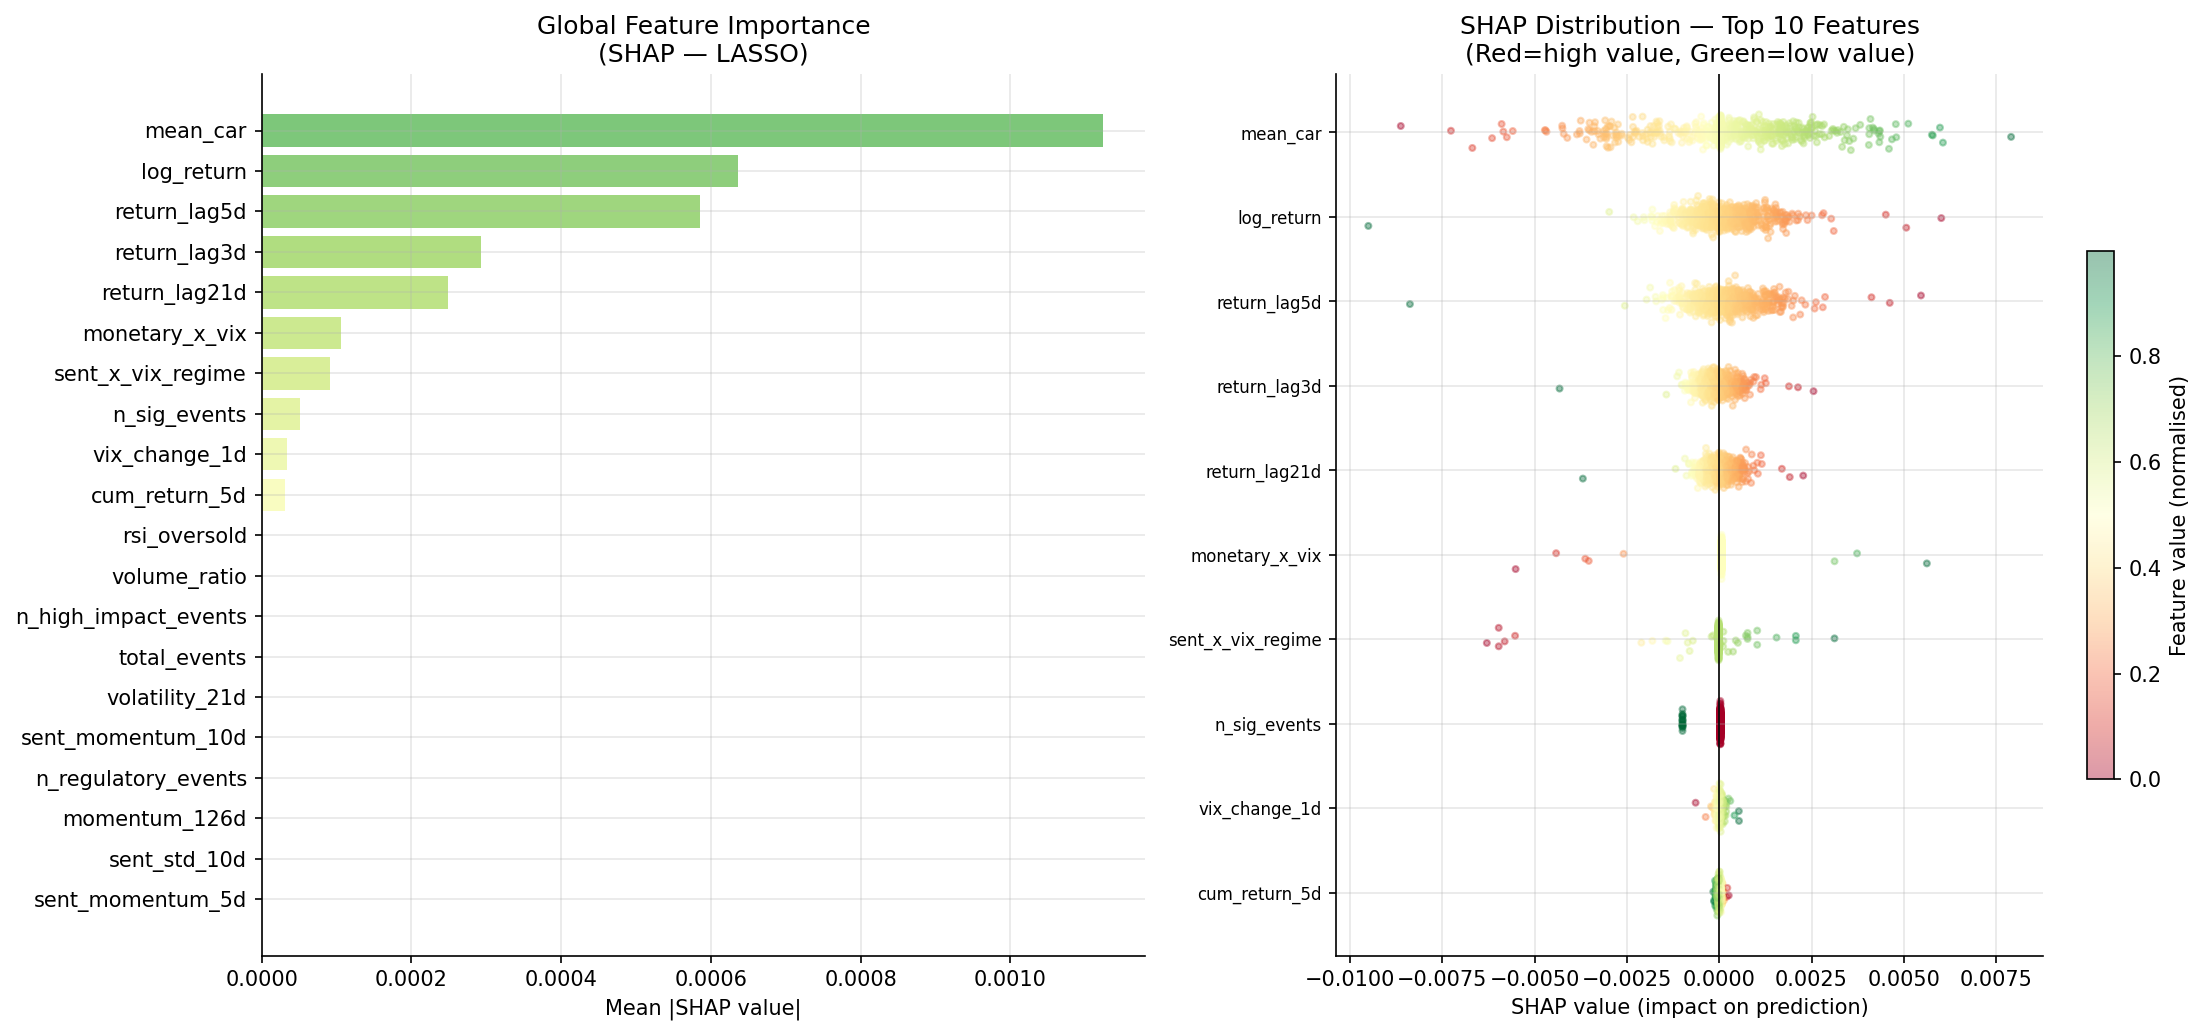 Global Feature Importance
(SHAP — LASSO)
mean_car
log_return
return_lag5d
return_lag3d
return_lag21d
monetary_x_vix
sent_x_vix_regime
n_sig_events
vix_change_1d
cum_return_5d
rsi_oversold
volume_ratio
n_high_impact_events
total_events
volatility_21d
sent_momentum_10d
n_regulatory_events
momentum_126d
sent_std_10d
sent_momentum_5d
0.0000 0.0002 0.0004 0.0006 0.0008 0.0010
Mean |SHAP value|
SHAP Distribution — Top 10 Features
(Red=high value, Green=low value)
mean_car
log_return
return_lag5d
return_lag3d
return_lag21d
monetary_x_vix
sent_x_vix_regime
n_sig_events
vix_change_1d
cum_return_5d
−0.0100 −0.0075 −0.0050 −0.0025 0.0000 0.0025 0.0050 0.0075
SHAP value (impact on prediction)
0.8
0.6
0.4
0.2
0.0
Feature value (normalised)